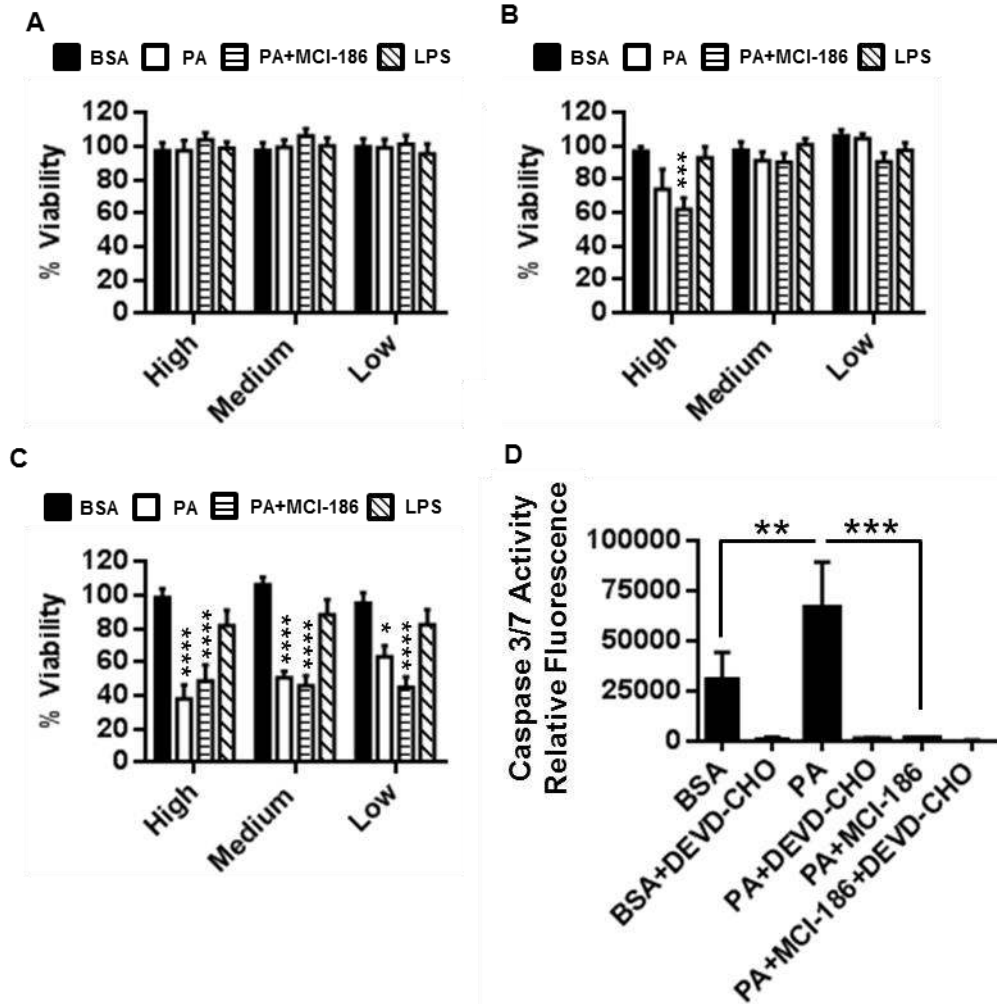 A
BSA PA PA+MCI-186 LPS
% Viability
120
100
80
60
40
20
0
High Medium Low
B
BSA PA PA+MCI-186 LPS
% Viability
120
100
80
60
40
20
0
***
High Medium Low
C
BSA PA PA+MCI-186 LPS
% Viability
120
100
80
60
40
20
0
**** **** **** **** * ****
High Medium Low
D
Caspase 3/7 Activity
Relative Fluorescence
100000
75000
50000
25000
0
** ***
BSA
BSA+DEVD-CHO
PA
PA+DEVD-CHO
PA+MCI-186
PA+MCI-186+DEVD-CHO